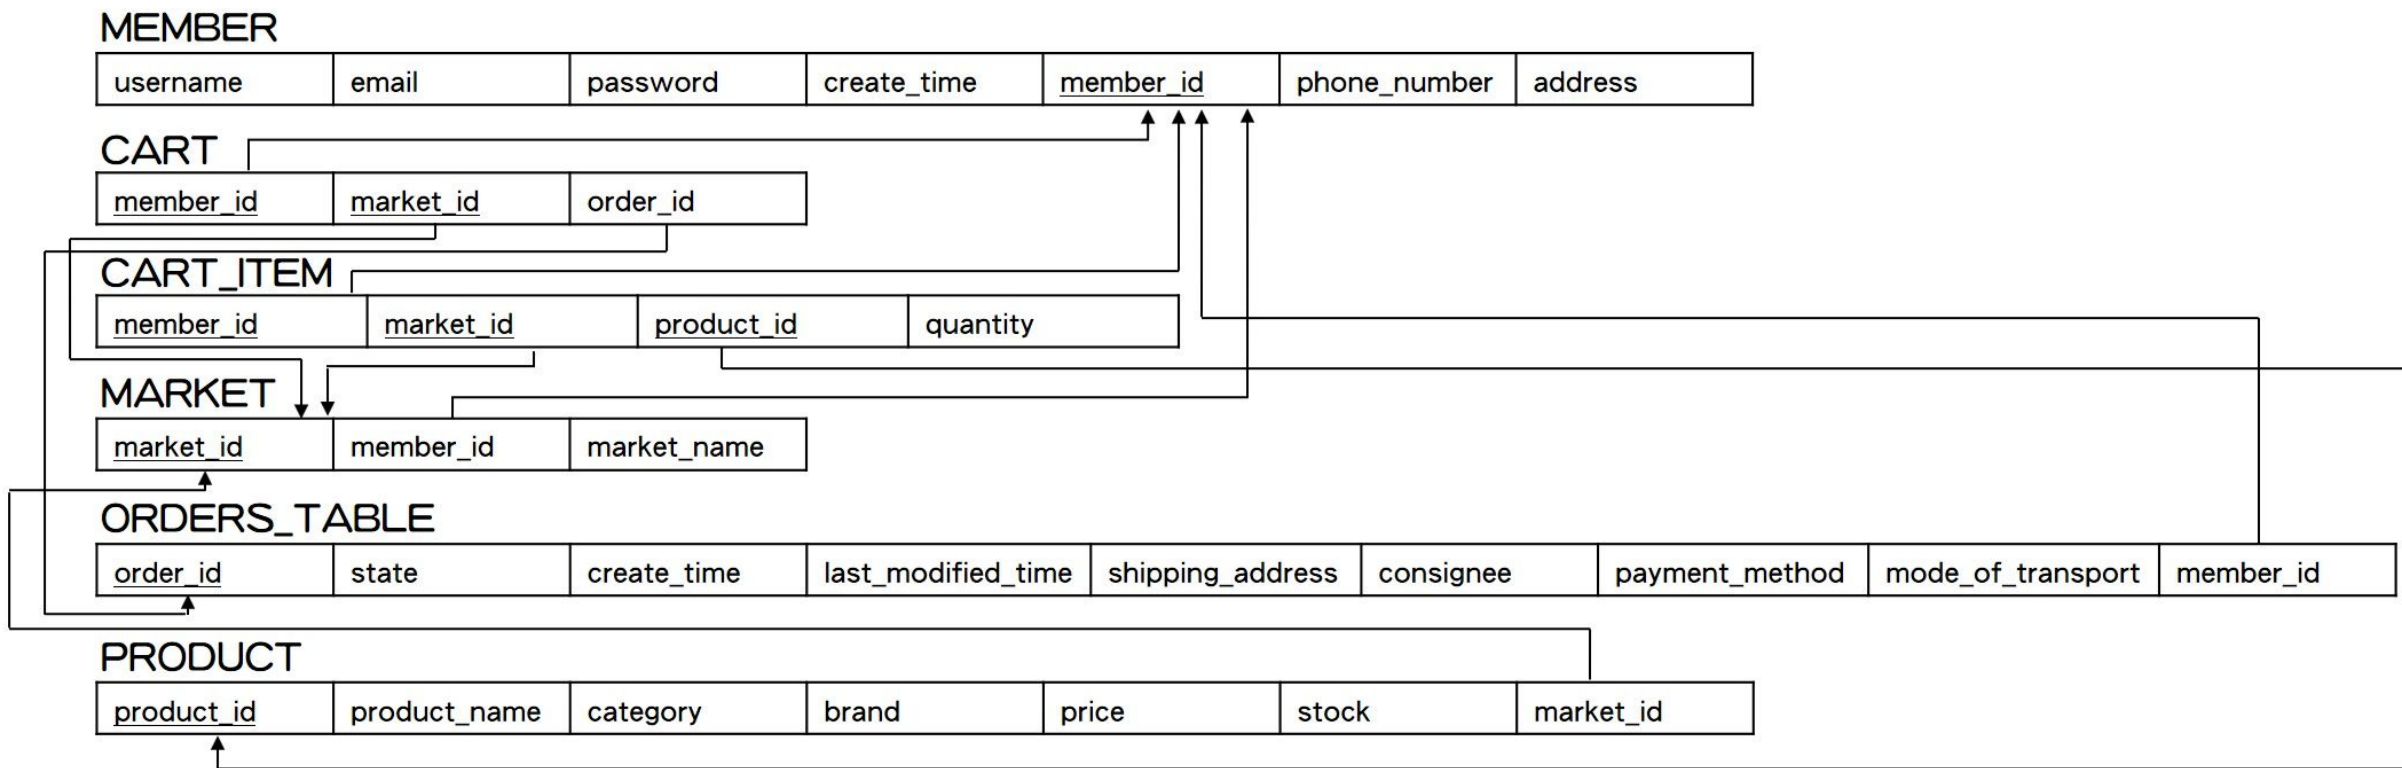 MEMBER
username email password create_time member_id phone_number address
CART
member_id market_id order_id
CART_ITEM
member_id market_id product_id quantity
MARKET
market_id member_id market_name
ORDERS_TABLE
order_id state create_time last_modified_time shipping_address consignee payment_method mode_of_transport member_id
PRODUCT
product_id product_name category brand price stock market_id